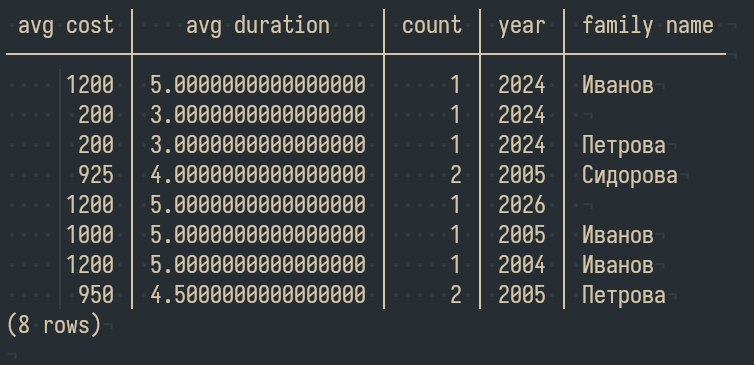 avg cost | avg duration | count | year | family name
1200 | 5.0000000000000000 | 1 | 2024 | Иванов
200 | 3.0000000000000000 | 1 | 2024 |
200 | 3.0000000000000000 | 1 | 2024 | Петрова
925 | 4.0000000000000000 | 2 | 2005 | Сидорова
1200 | 5.0000000000000000 | 1 | 2026 |
1000 | 5.0000000000000000 | 1 | 2005 | Иванов
1200 | 5.0000000000000000 | 1 | 2004 | Иванов
950 | 4.5000000000000000 | 2 | 2005 | Петрова
(8 rows)